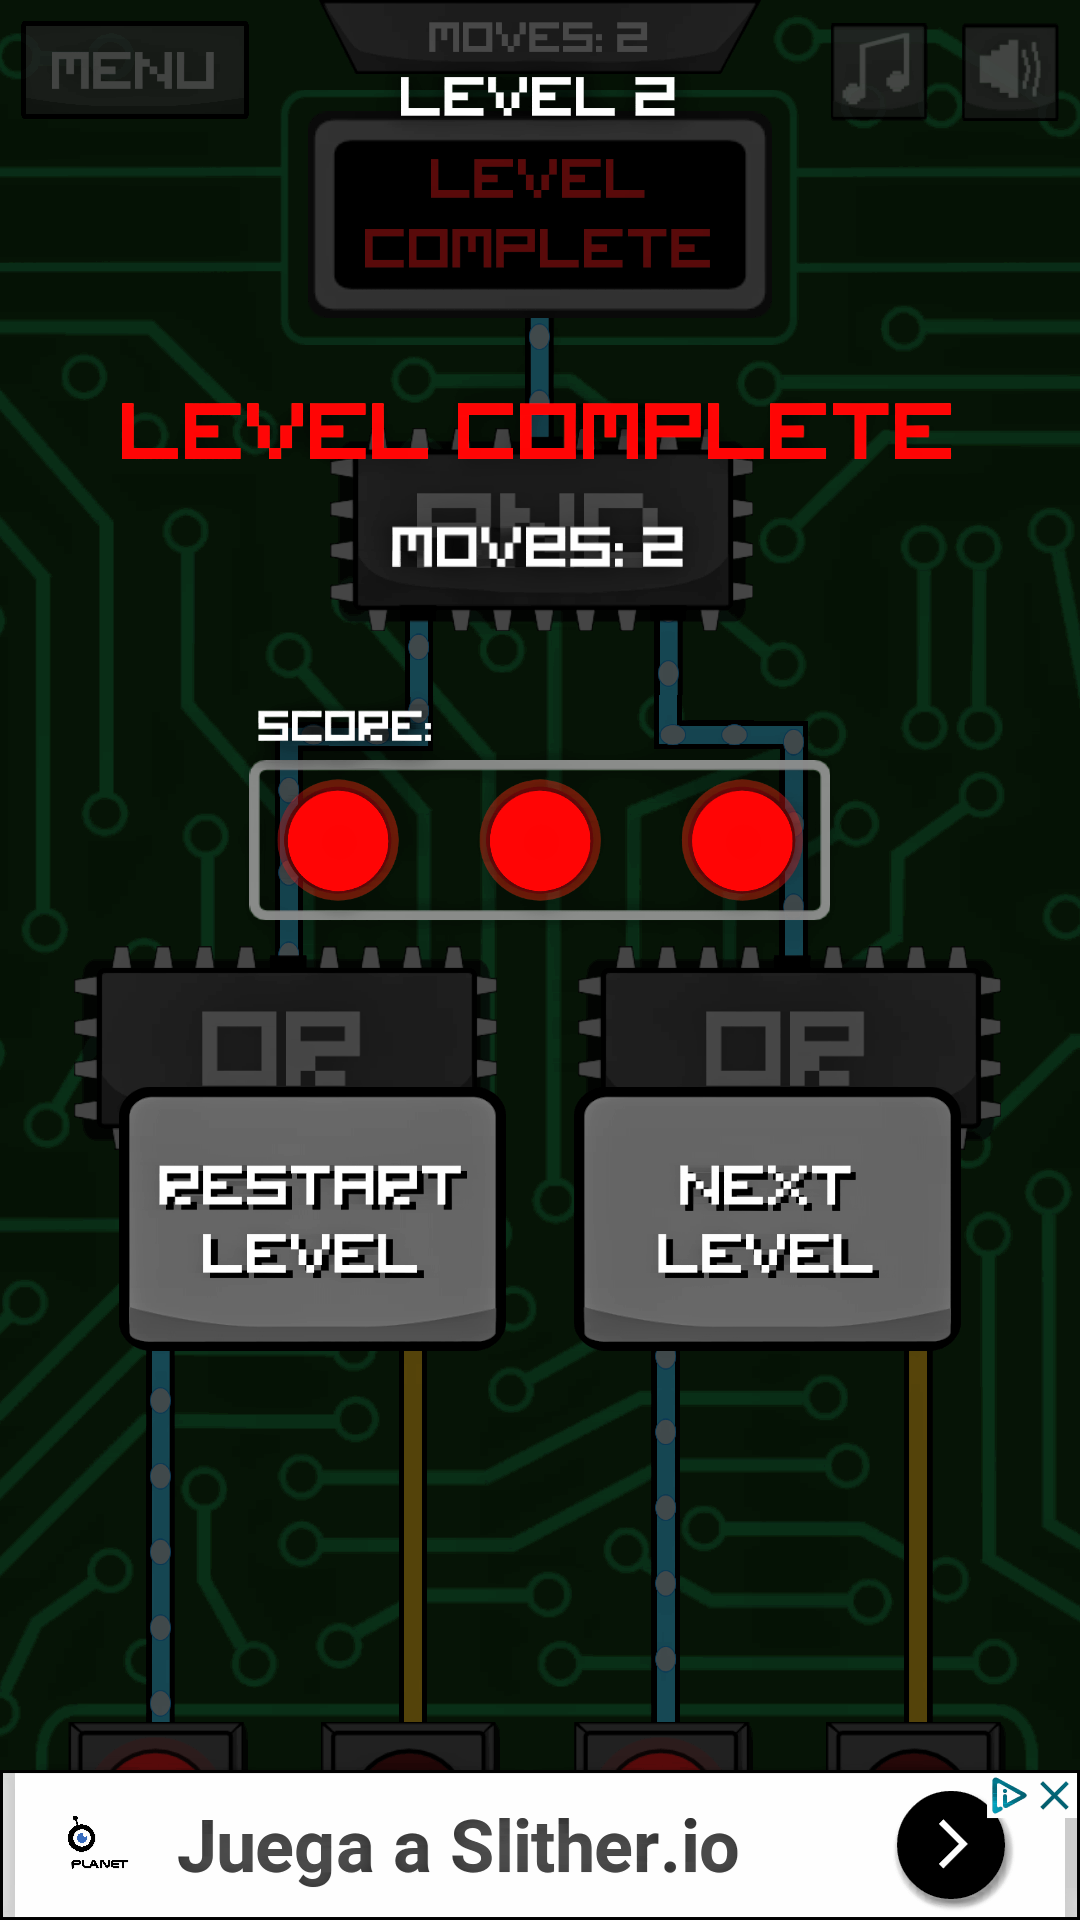 MENU
MOVES: 2
LEVEL 2
LEVEL
COMPLETE
LEVEL COMPLETE
AND
MOVES: 2
SCORE:
OR
OR
RESTART
LEVEL
NEXT
LEVEL
PLANET
Juega a Slither.io